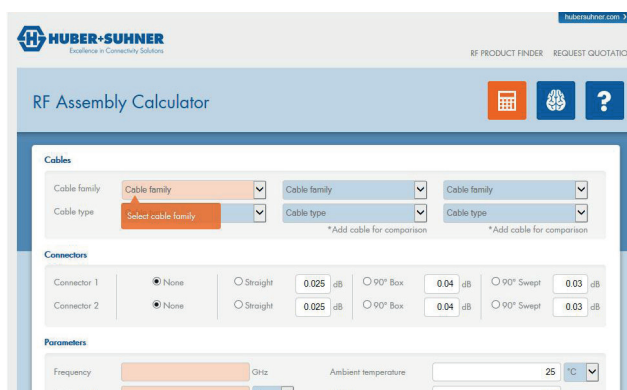 hubersuhner.com
HUBER+SUHNER
Excellence in Connectivity Solutions
RF PRODUCT FINDER REQUEST QUOTATIO
RF Assembly Calculator
?
Cables
Cable family Cable family Cable family Cable family
Cable type Select cable family Cable type Cable type
*Add cable for comparison *Add cable for comparison
Connectors
Connector 1 None Straight 0.025 dB 90° Box 0.04 dB 90° Swept 0.03 dB
Connector 2 None Straight 0.025 dB 90° Box 0.04 dB 90° Swept 0.03 dB
Parameters
Frequency GHz Ambient temperature 25 °C